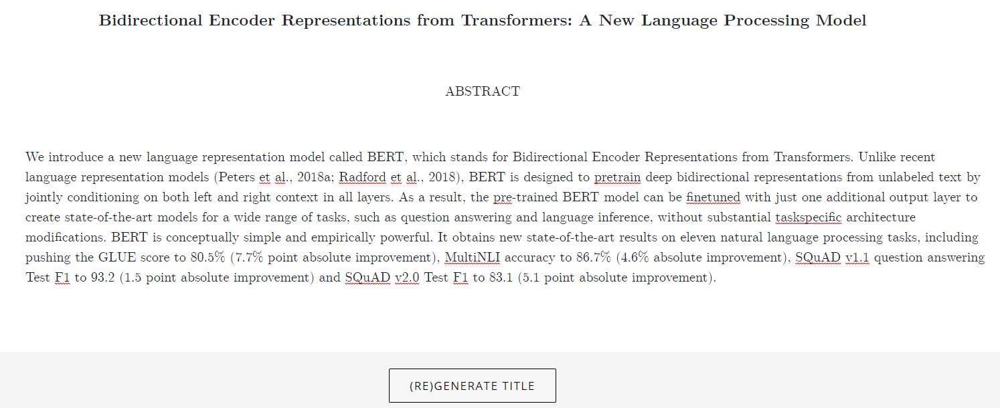 Bidirectional Encoder Representations from Transformers: A New Language Processing Model
ABSTRACT
We introduce a new language representation model called BERT, which stands for Bidirectional Encoder Representations from Transformers. Unlike recent
language representation models (Peters et al., 2018a; Radford et al., 2018), BERT is designed to pretrain deep bidirectional representations from unlabeled text by
jointly conditioning on both left and right context in all layers. As a result, the pre-trained BERT model can be finetuned with just one additional output layer to
create state-of-the-art models for a wide range of tasks, such as question answering and language inference, without substantial taskspecific architecture
modifications. BERT is conceptually simple and empirically powerful. It obtains new state-of-the-art results on eleven natural language processing tasks, including
pushing the GLUE score to 80.5% (7.7% point absolute improvement), MultiNLI accuracy to 86.7% (4.6% absolute improvement), SQuAD v1.1 question answering
Test F1 to 93.2 (1.5 point absolute improvement) and SQuAD v2.0 Test F1 to 83.1 (5.1 point absolute improvement).
(RE)GENERATE TITLE